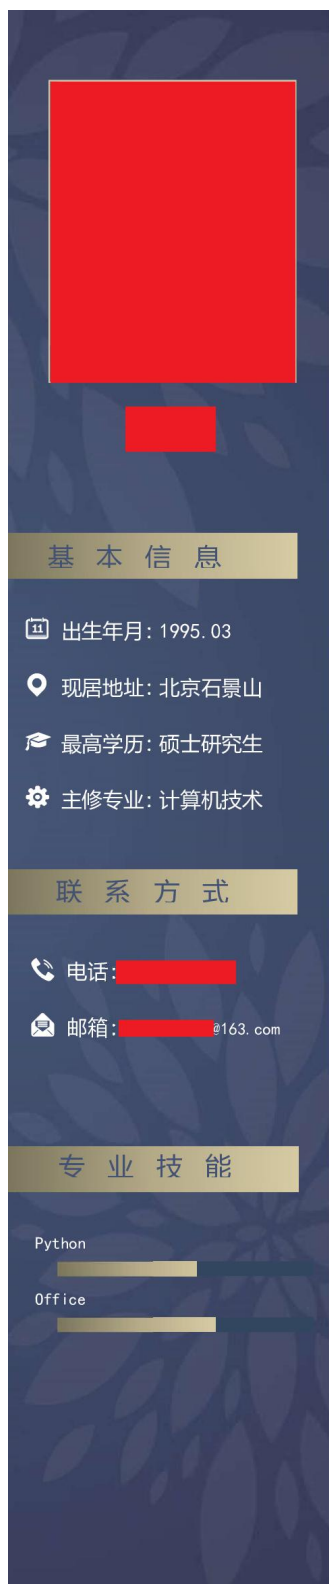 基本信息
11
出生年月: 1995.03
现居地址: 北京石景山
最高学历: 硕士研究生
主修专业: 计算机技术
联系方式
电话:
邮箱: @163.com
专业技能
Python
Office